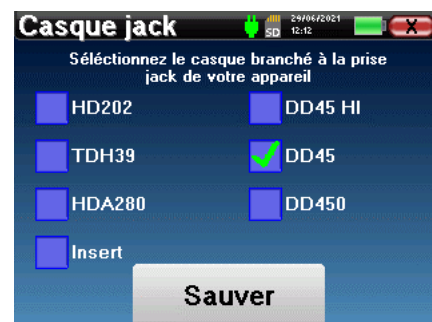 Casque jack
SD
29/06/2021
12:12
X
Séléctionnez le casque branché à la prise
jack de votre appareil
HD202
DD45 HI
TDH39
DD45
HDA280
DD450
Insert
Sauver